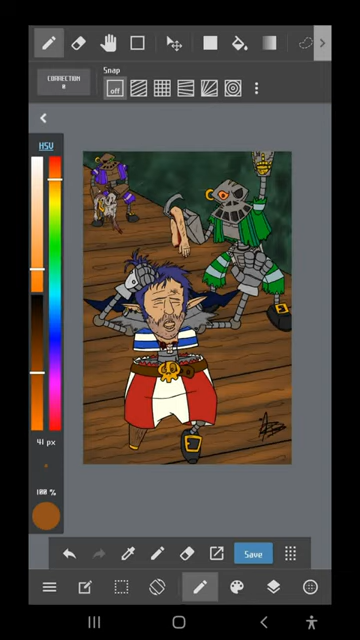 CORRECTION
0
Snap
off
HSV
41 px
100 %
Save